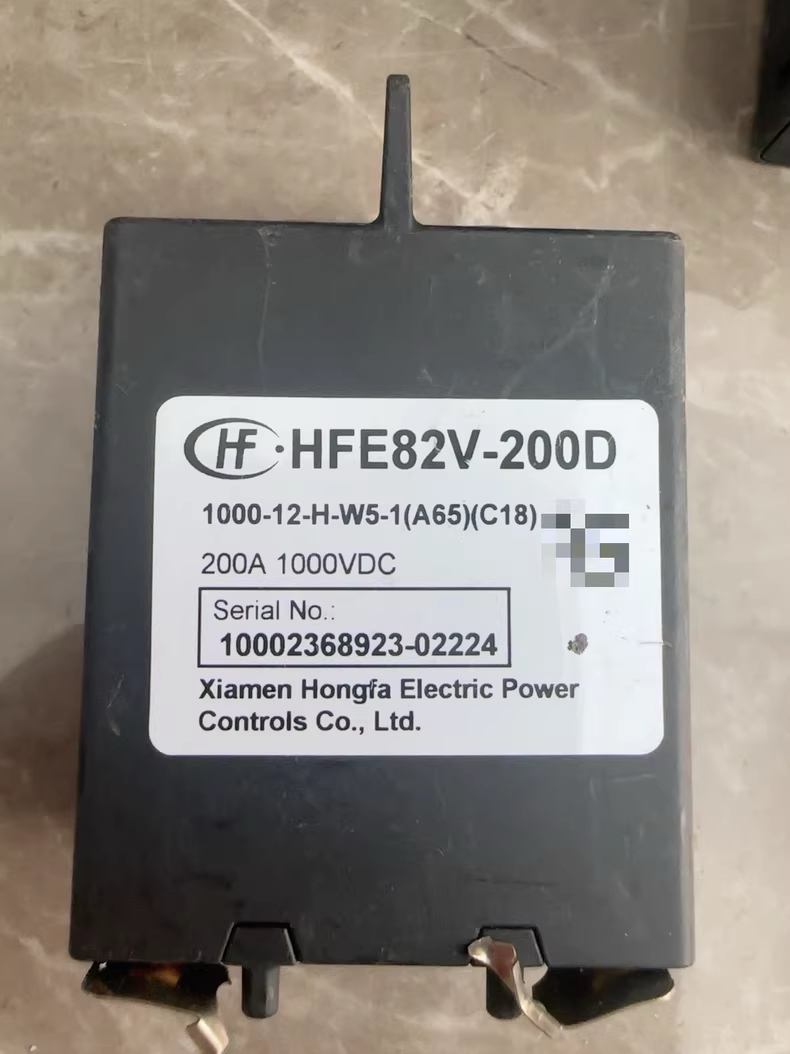 HF HFE82V-200D
1000-12-H-W5-1(A65)(C18)
200A 1000VDC
Serial No.:
10002368923-02224
Xiamen Hongfa Electric Power
Controls Co., Ltd.